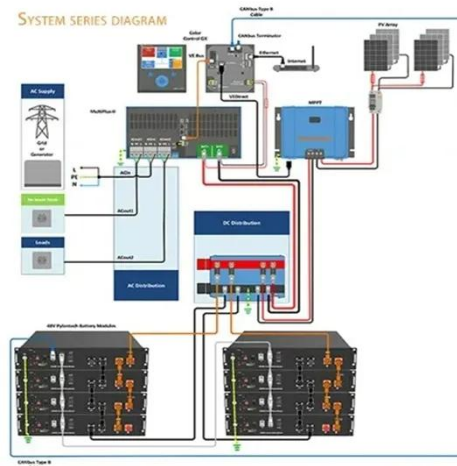 SYSTEM SERIES DIAGRAM
CANbus Type B
Cable
Color
Control GX
CANbus Terminator
PV Array
VE Bus
Ethernet
Internet
AC Supply
VE Direct
MPPT
MultiPlus-II
Grid
or
Generator
L
PE
N
ACin
ACout1
Loads
ACout2
DC Distribution
AC Distribution
48V Pylontech Battery Modules
CANbus Type B